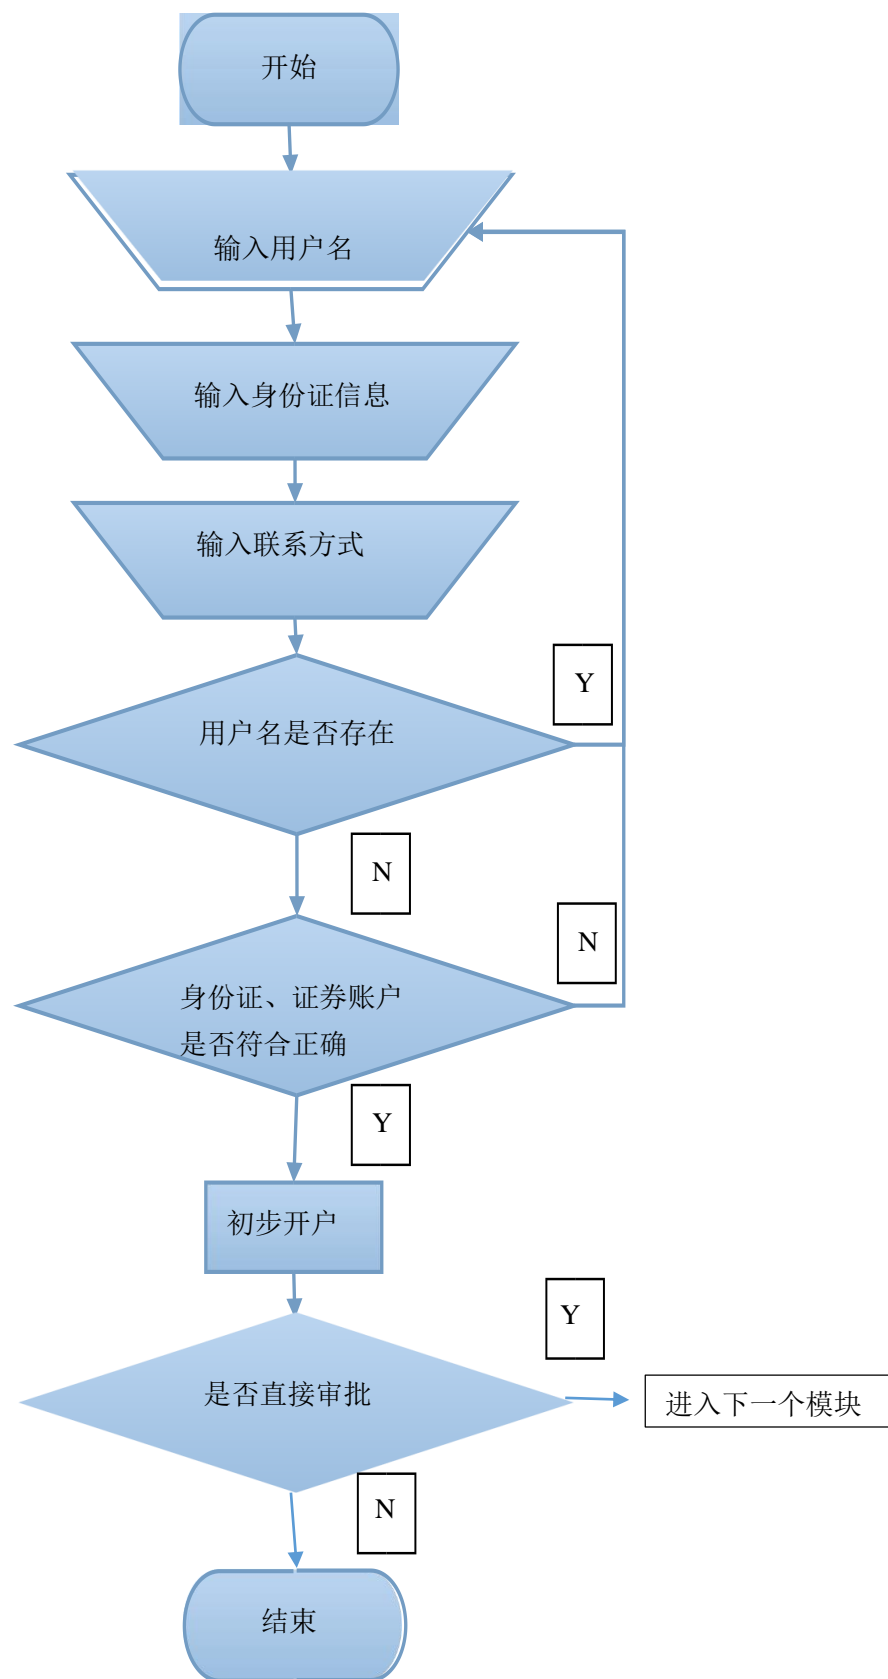 开始
输入用户名
输入身份证信息
输入联系方式
Y
用户名是否存在
N
N
身份证、证券账户
是否符合正确
Y
初步开户
Y
是否直接审批
进入下一个模块
N
结束